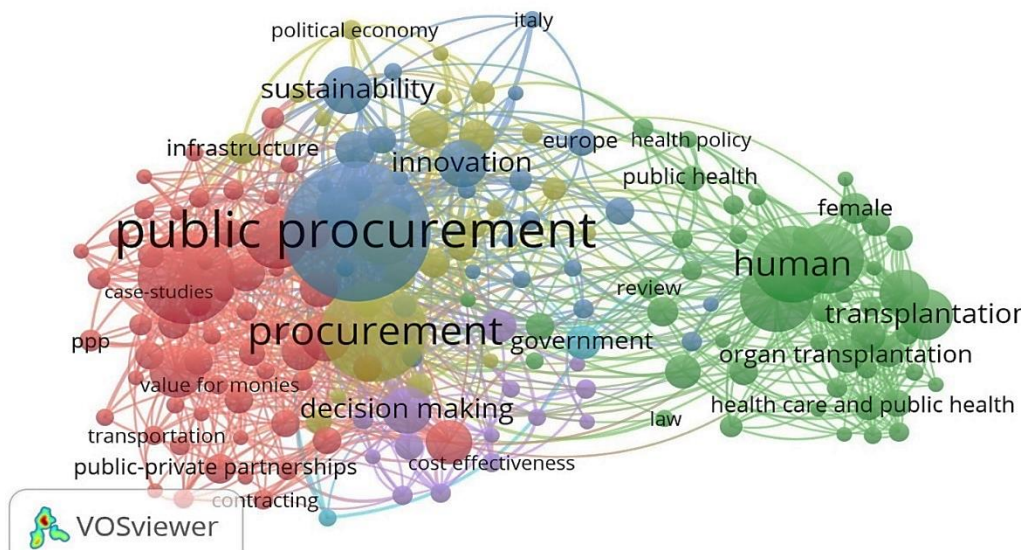 italy
political economy
sustainability
infrastructure
innovation
europe
health policy
public health
female
public procurement
human
case-studies
review
transplantation
ppp
procurement
government
organ transplantation
value for monies
decision making
health care and public health
law
transportation
public-private partnerships
cost effectiveness
contracting
VOSviewer